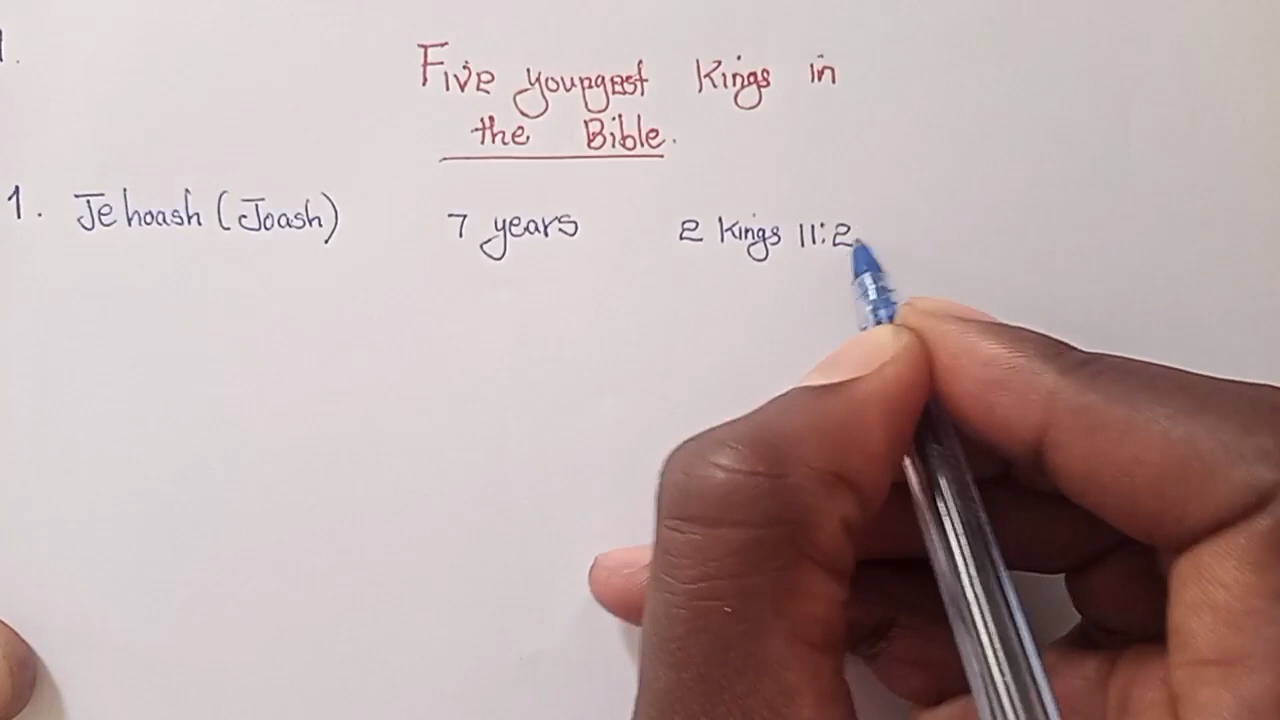 Five youngest Kings in
the Bible.
1. Jehoash (Joash) 7 years 2 Kings 11:2